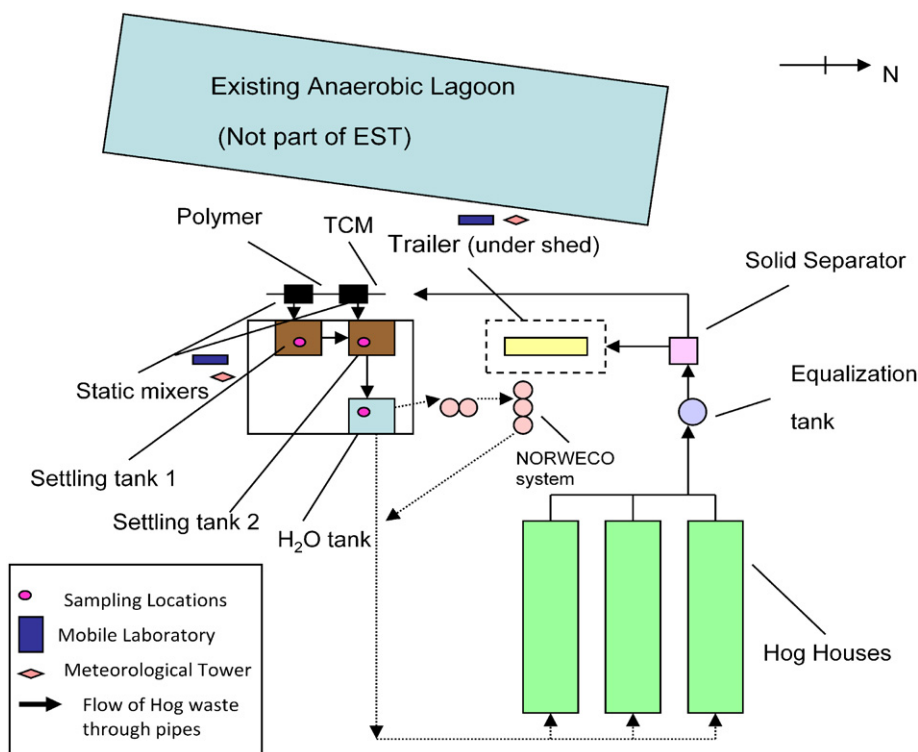 Existing Anaerobic Lagoon
(Not part of EST)
N
Polymer
TCM
Trailer (under shed)
Solid Separator
Static mixers
Equalization
tank
Settling tank 1
NORWECO
system
Settling tank 2
H₂O tank
Sampling Locations
Mobile Laboratory
Meteorological Tower
Flow of Hog waste
through pipes
Hog Houses